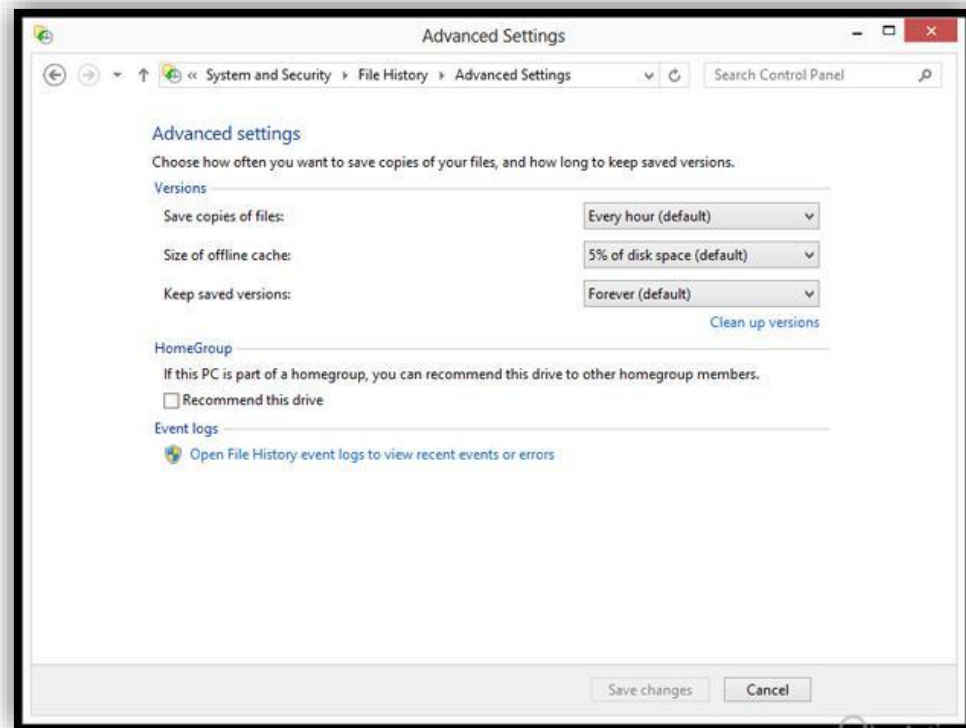 Advanced Settings
« System and Security ▸ File History ▸ Advanced Settings
Search Control Panel
Advanced settings
Choose how often you want to save copies of your files, and how long to keep saved versions.
Versions
Save copies of files: Every hour (default)
Size of offline cache: 5% of disk space (default)
Keep saved versions: Forever (default)
Clean up versions
HomeGroup
If this PC is part of a homegroup, you can recommend this drive to other homegroup members.
Recommend this drive
Event logs
Open File History event logs to view recent events or errors
Save changes Cancel